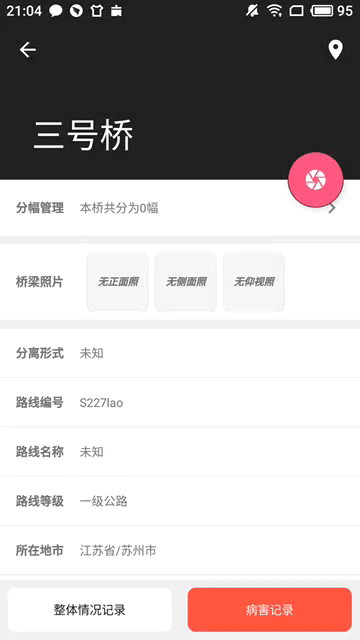 21:04
95
三号桥
分幅管理 本桥共分为0幅
桥梁照片 无正面照 无侧面照 无仰视照
分离形式 未知
路线编号 S227lao
路线名称 未知
路线等级 一级公路
所在地市 江苏省/苏州市
整体情况记录 病害记录